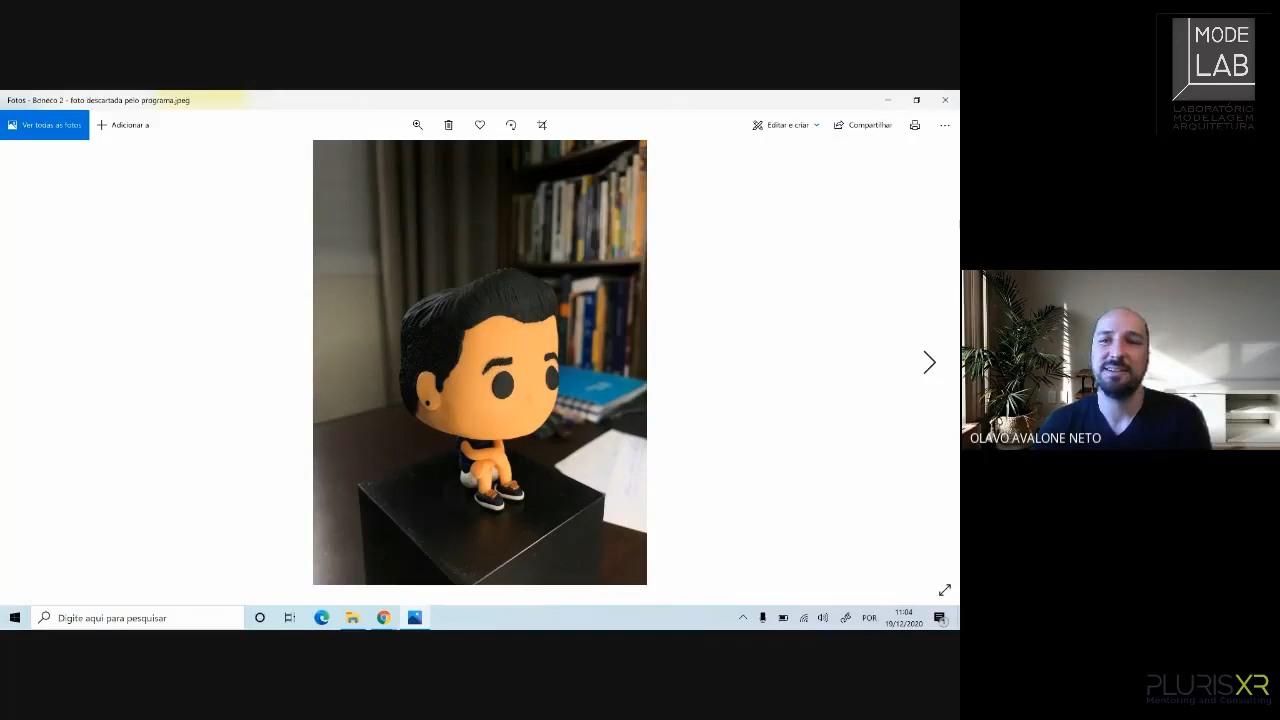 Fotos - Boneco 2 - foto descartada pelo programa.jpeg
Ver todas as fotos
Adicionar a
Editar e criar
Compartilhar
MODE
LAB
LABORATÓRIO
MODELAGEM
ARQUITETURA
OLAVO AVALONE NETO
Digite aqui para pesquisar
POR
11:04
19/12/2020
PLURISXR
Mentoring and Consulting